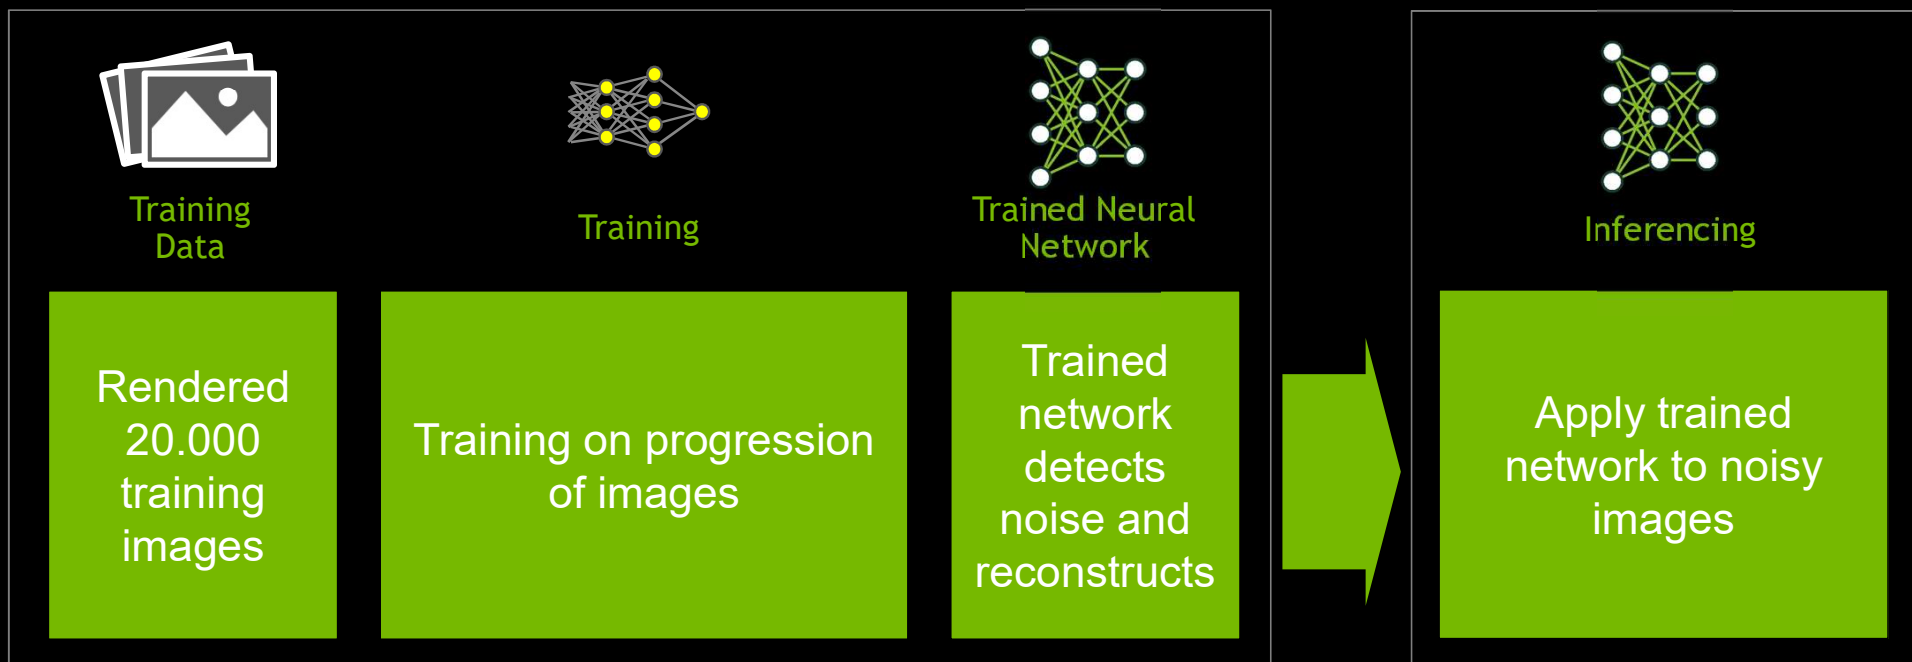 Training
Data
Training
Trained Neural
Network
Inferencing
Rendered
20.000
training
images
Training on progression
of images
Trained
network
detects
noise and
reconstructs
Apply trained
network to noisy
images